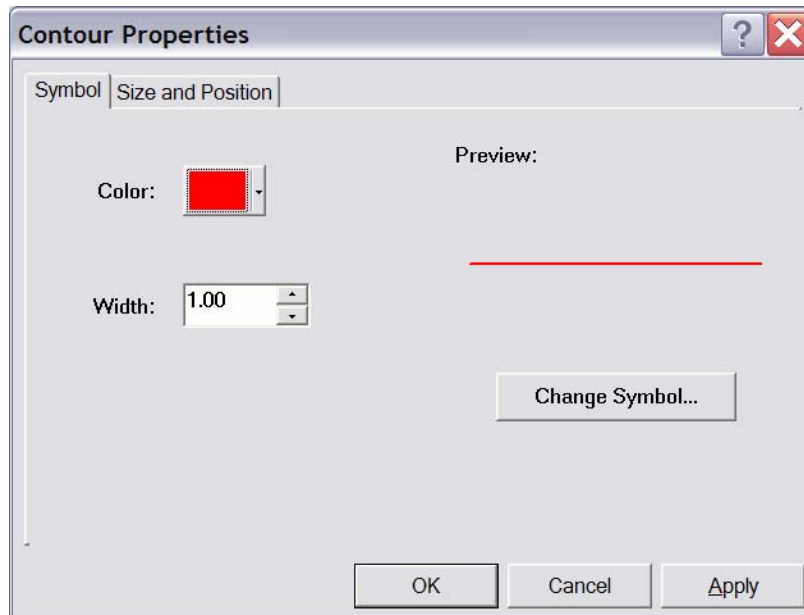 Contour Properties
?
Symbol
Size and Position
Preview:
Color:
Width:
1.00
Change Symbol...
OK
Cancel
Apply